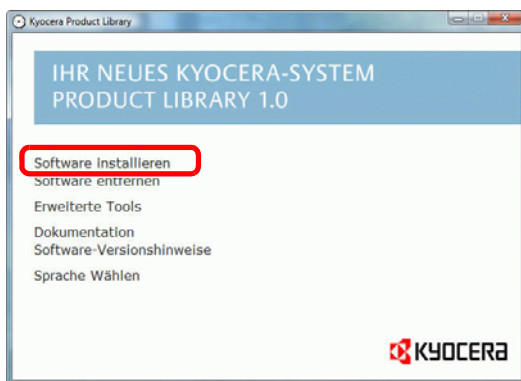 Kyocera Product Library
IHR NEUES KYOCERA-SYSTEM
PRODUCT LIBRARY 1.0
Software Installieren
Software entfernen
Erweiterte Tools
Dokumentation
Software-Versionshinweise
Sprache Wählen
KYOCERA